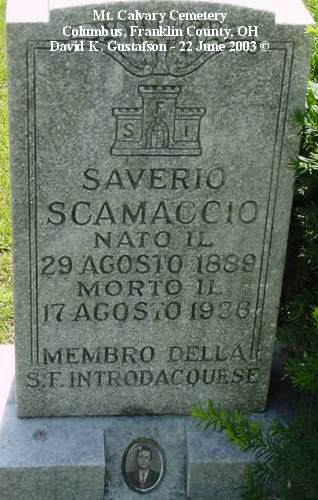 Mt. Calvary Cemetery
Columbus, Franklin County, OH
David K. Gustafson - 22 June 2003 ©
F
S I
SAVERIO
SCAMACCIO
NATO IL
29 AGOSTO 1889
MORTO IL
17 AGOSTO 1936
MEMBRO DELLA
S.F. INTRODACQUESE